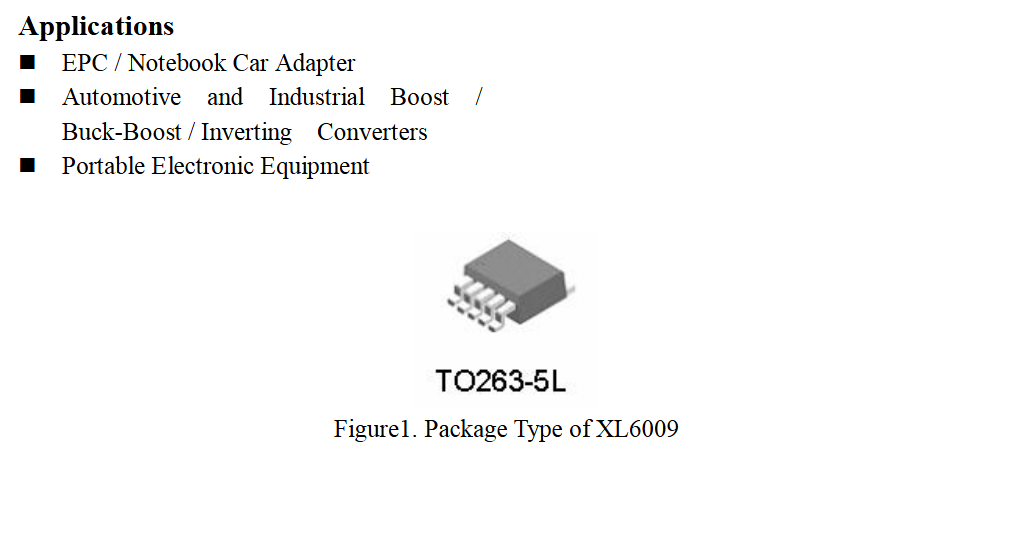 Applications
■ EPC / Notebook Car Adapter
■ Automotive and Industrial Boost /
Buck-Boost / Inverting Converters
■ Portable Electronic Equipment
TO263-5L
Figure1. Package Type of XL6009